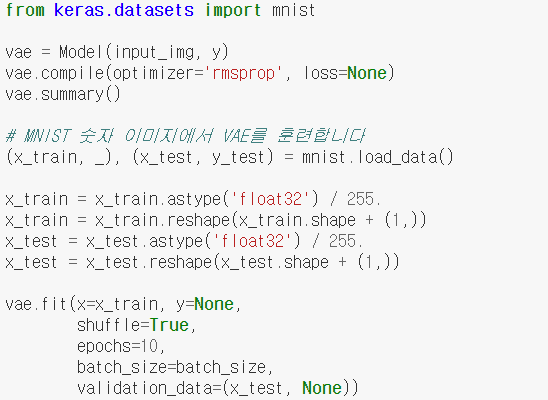 from keras.datasets import mnist

vae = Model(input_img, y)
vae.compile(optimizer='rmsprop', loss=None)
vae.summary()

# MNIST 숫자 이미지에서 VAE를 훈련합니다
(x_train, _), (x_test, y_test) = mnist.load_data()

x_train = x_train.astype('float32') / 255.
x_train = x_train.reshape(x_train.shape + (1,))
x_test = x_test.astype('float32') / 255.
x_test = x_test.reshape(x_test.shape + (1,))

vae.fit(x=x_train, y=None,
        shuffle=True,
        epochs=10,
        batch_size=batch_size,
        validation_data=(x_test, None))